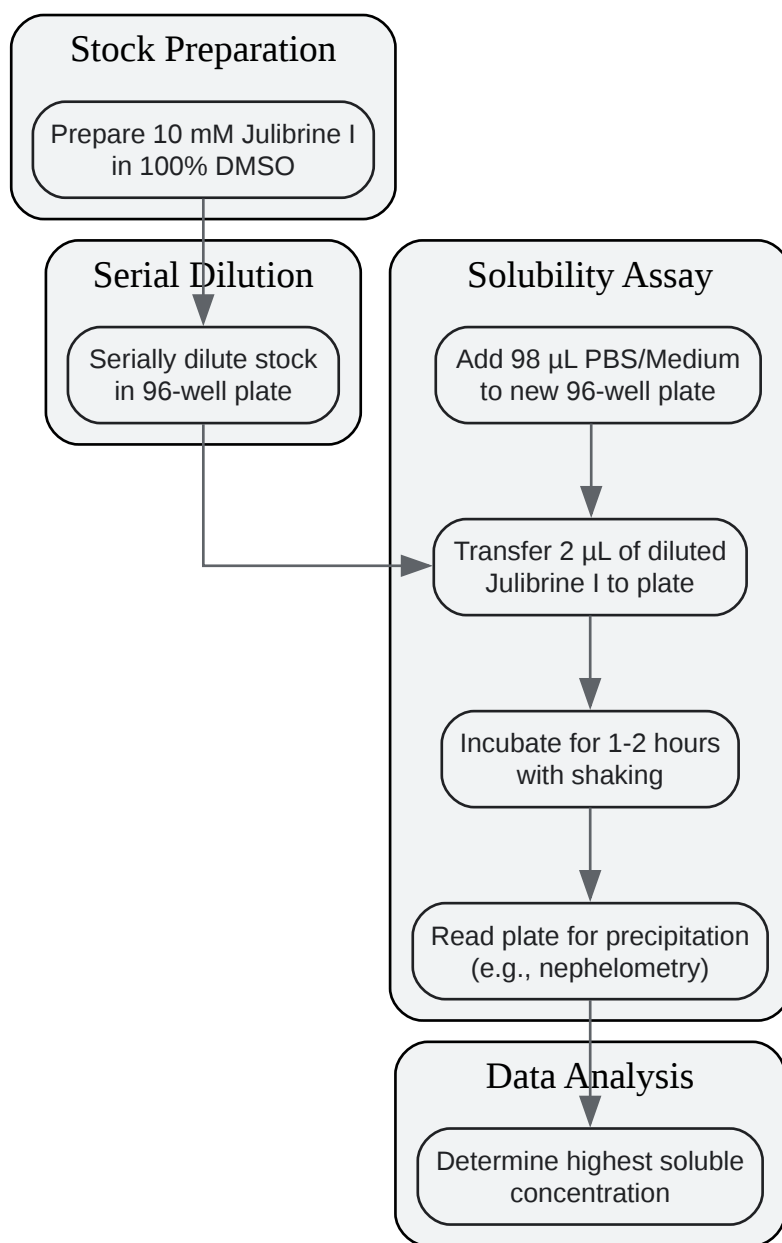 Stock Preparation
Prepare 10 mM Julibrine I
in 100% DMSO
Serial Dilution
Serially dilute stock
in 96-well plate
Solubility Assay
Add 98 µL PBS/Medium
to new 96-well plate
Transfer 2 µL of diluted
Julibrine I to plate
Incubate for 1-2 hours
with shaking
Read plate for precipitation
(e.g., nephelometry)
Data Analysis
Determine highest soluble
concentration